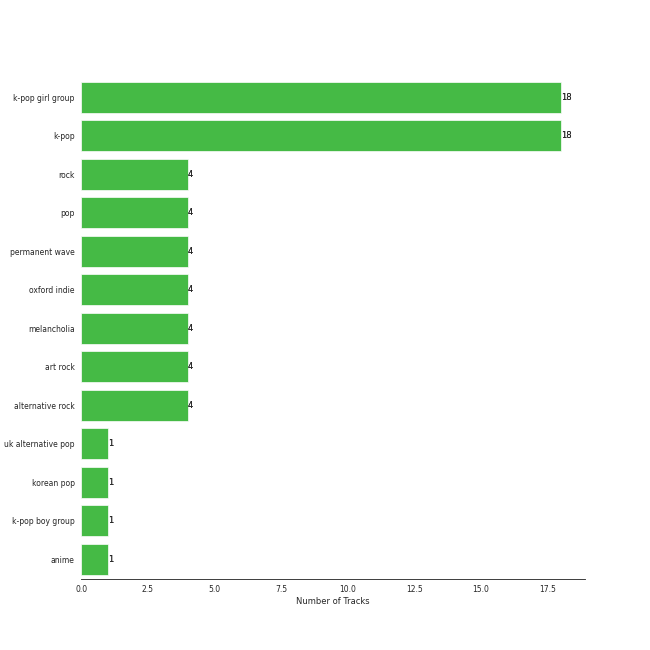 k-pop girl group 18
k-pop 18
rock 4
pop 4
permanent wave 4
oxford indie 4
melancholia 4
art rock 4
alternative rock 4
uk alternative pop 1
korean pop 1
k-pop boy group 1
anime 1
0.0 2.5 5.0 7.5 10.0 12.5 15.0 17.5
Number of Tracks